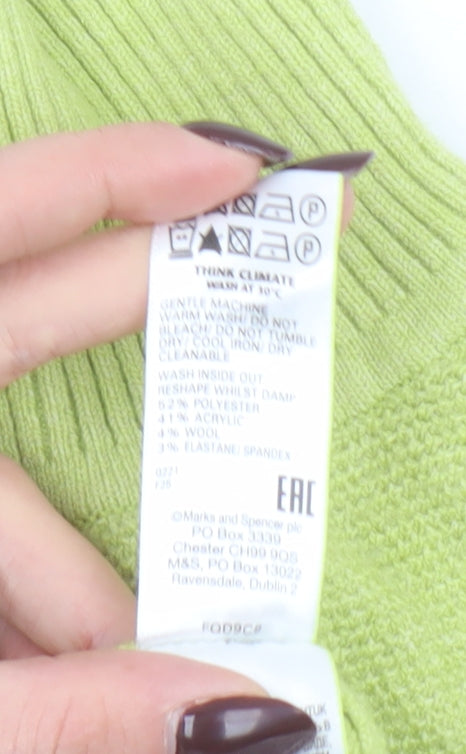 P
P
THINK CLIMATE
WASH AT 30°C
GENTLE MACHINE
WARM WASH/ DO NOT
BLEACH/ DO NOT TUMBLE
DRY/ COOL IRON/ DRY
CLEANABLE
WASH INSIDE OUT
RESHAPE WHILST DAMP
52% POLYESTER
41% ACRYLIC
4% WOOL
3% ELASTANE/ SPANDEX
0221
EAC
©Marks and Spencer plc
PO Box 3339
Chester CH99 9QS
M&S, PO Box 13022
Ravensdale, Dublin 2